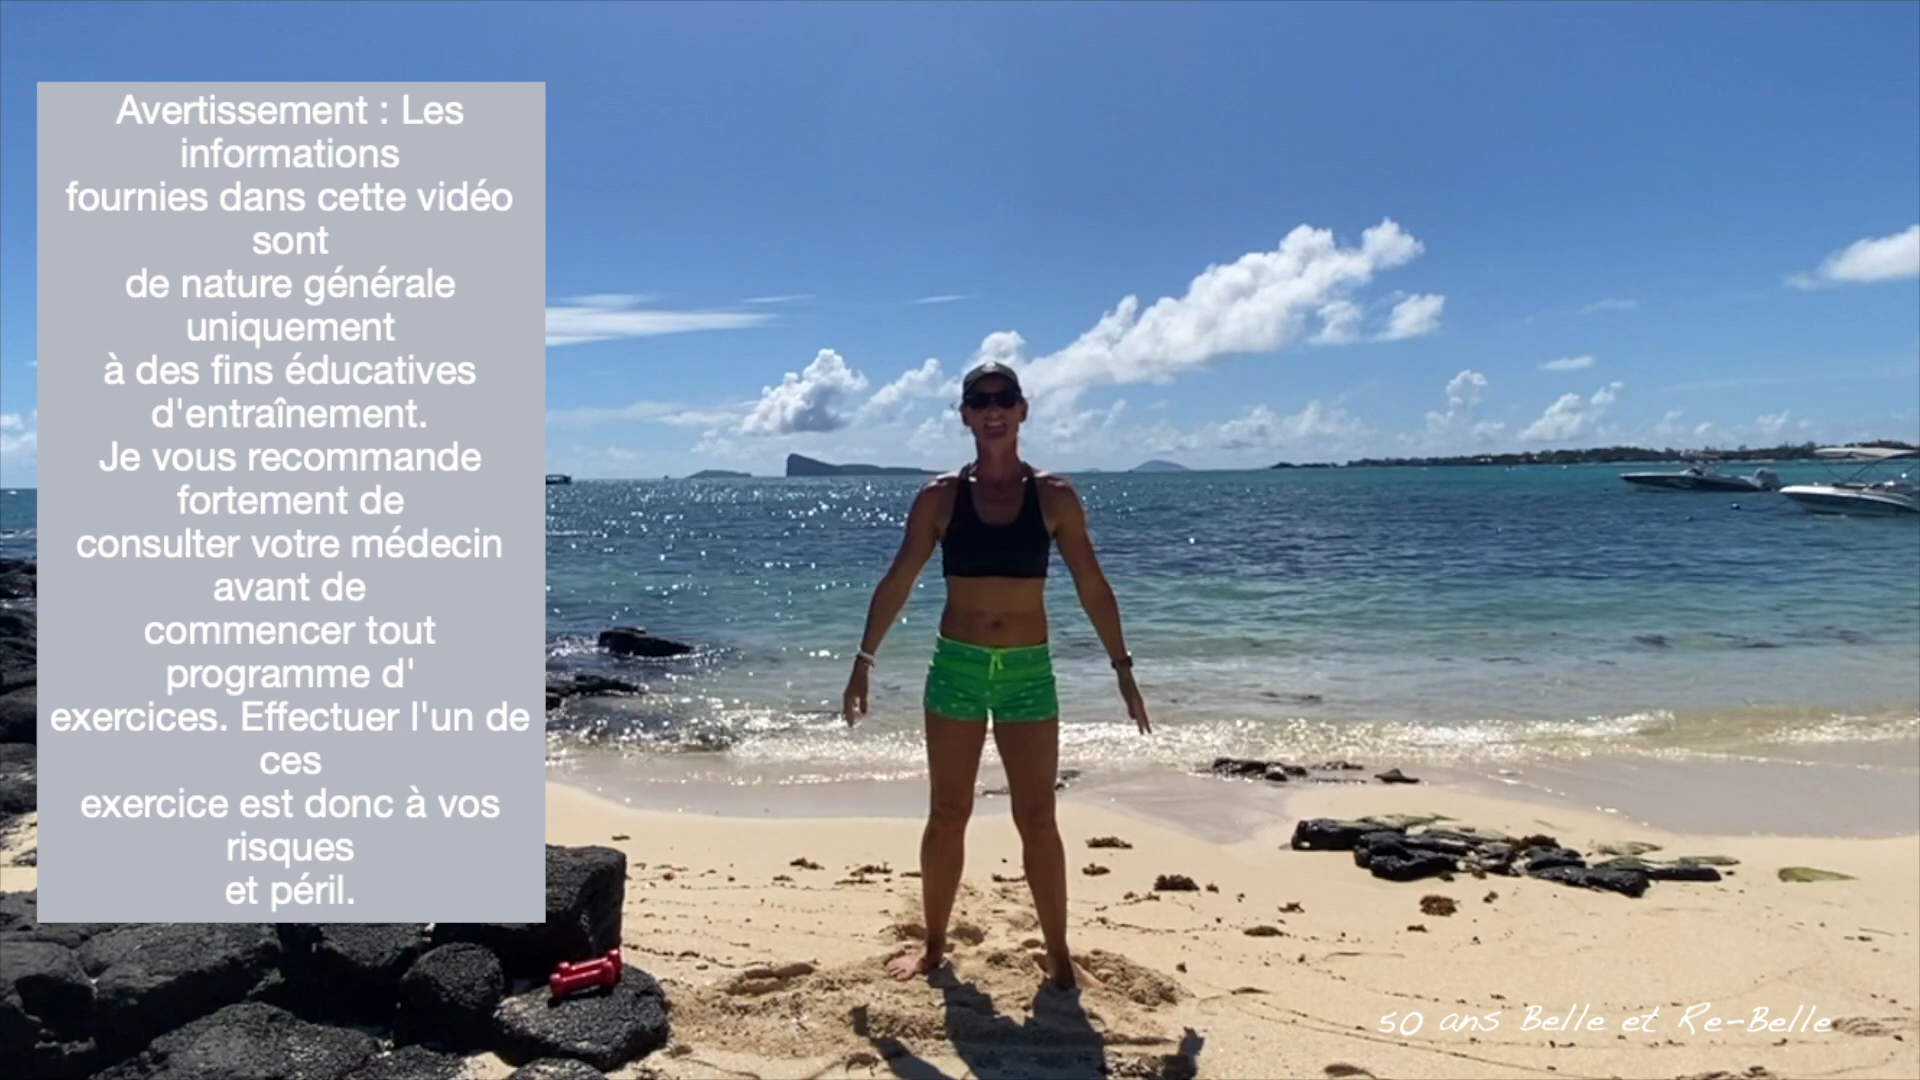 Avertissement : Les
informations
fournies dans cette vidéo
sont
de nature générale
uniquement
à des fins éducatives
d'entraînement.
Je vous recommande
fortement de
consulter votre médecin
avant de
commencer tout
programme d'
exercices. Effectuer l'un de
ces
exercice est donc à vos
risques
et péril.
50 ans Belle et Re-Belle